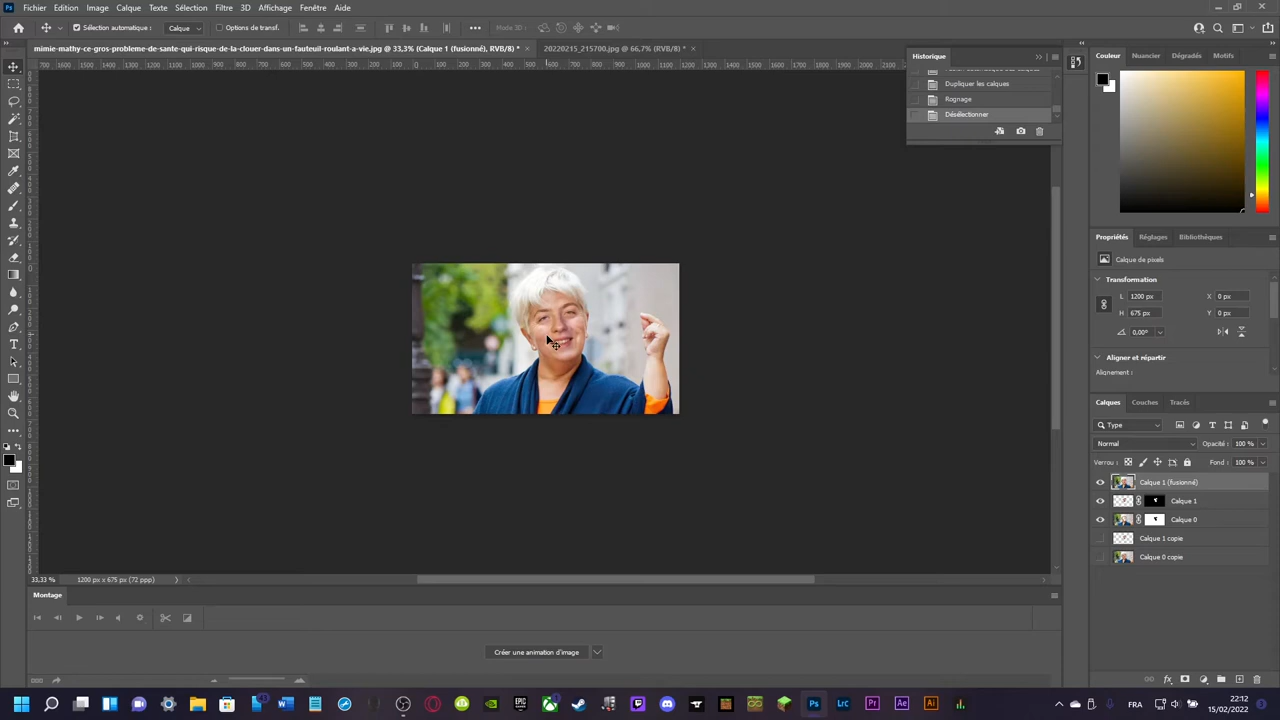 Fichier Edition Image Calque Texte Sélection Filtre 3D Affichage Fenêtre Aide
Sélection automatique : Calque Options de transf. Mode 3D :
mimie-mathy-ce-gros-probleme-de-sante-qui-risque-de-la-clouer-dans-un-fauteuil-roulant-a-vie.jpg @ 33,3% (Calque 1 (fusionné), RVB/8) * × 20220215_215700.jpg @ 66,7% (RVB/8) * ×
Historique
Dupliquer les calques
Rognage
Désélectionner
Couleur Nuancier Dégradés Motifs
Propriétés Réglages Bibliothèques
Calque de pixels
Transformation
L 1200 px X 0 px
H 675 px Y 0 px
0,00°
Aligner et répartir
Alignement :
Calques Couches Tracés
Type
Normal Opacité : 100 %
Verrou : Fond : 100 %
Calque 1 (fusionné)
Calque 1
Calque 0
Calque 1 copie
Calque 0 copie
33,33 % 1200 px x 675 px (72 ppp)
Montage
Créer une animation d'image
FRA 22:12
15/02/2022